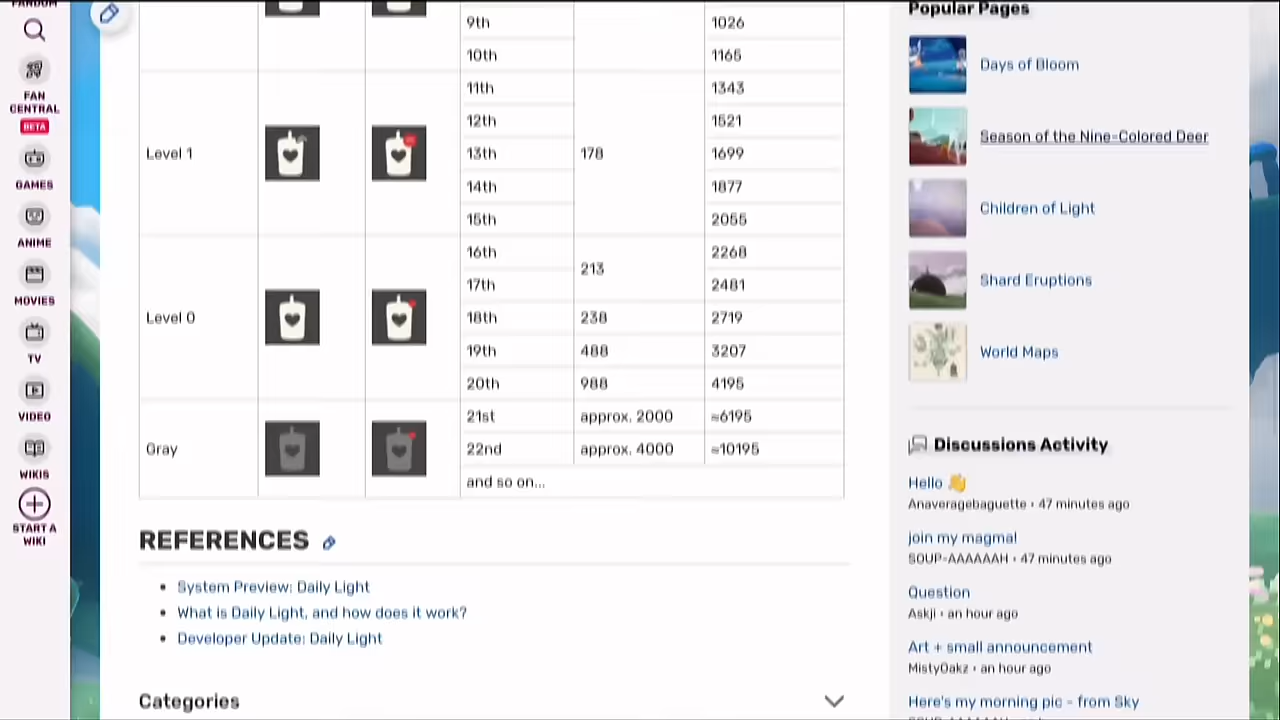 FANDOM
FAN
CENTRAL
BETA
GAMES
ANIME
MOVIES
TV
VIDEO
WIKIS
START A
WIKI
9th 1026
10th 1165
11th 1343
12th 1521
Level 1 13th 178 1699
14th 1877
15th 2055
16th 213 2268
17th 2481
Level 0 18th 238 2719
19th 488 3207
20th 988 4195
21st approx. 2000 ≈6195
Gray 22nd approx. 4000 ≈10195
and so on...
REFERENCES
• System Preview: Daily Light
• What is Daily Light, and how does it work?
• Developer Update: Daily Light
Categories
Popular Pages
Days of Bloom
Season of the Nine-Colored Deer
Children of Light
Shard Eruptions
World Maps
Discussions Activity
Hello 👋
Anaveragebaguette • 47 minutes ago
join my magma!
SOUP-AAAAAAH • 47 minutes ago
Question
Askji • an hour ago
Art + small announcement
MistyOakz • an hour ago
Here's my morning pic - from Sky